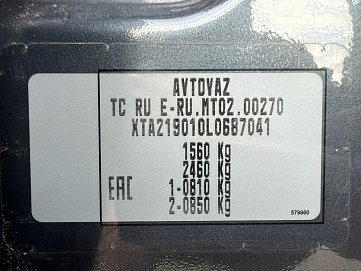 AVTOVAZ
TC RU E-RU.MT02.00270
XTA219010L0687041
1560 Kg
2460 Kg
EAC 1-0810 Kg
2-0850 Kg
579860